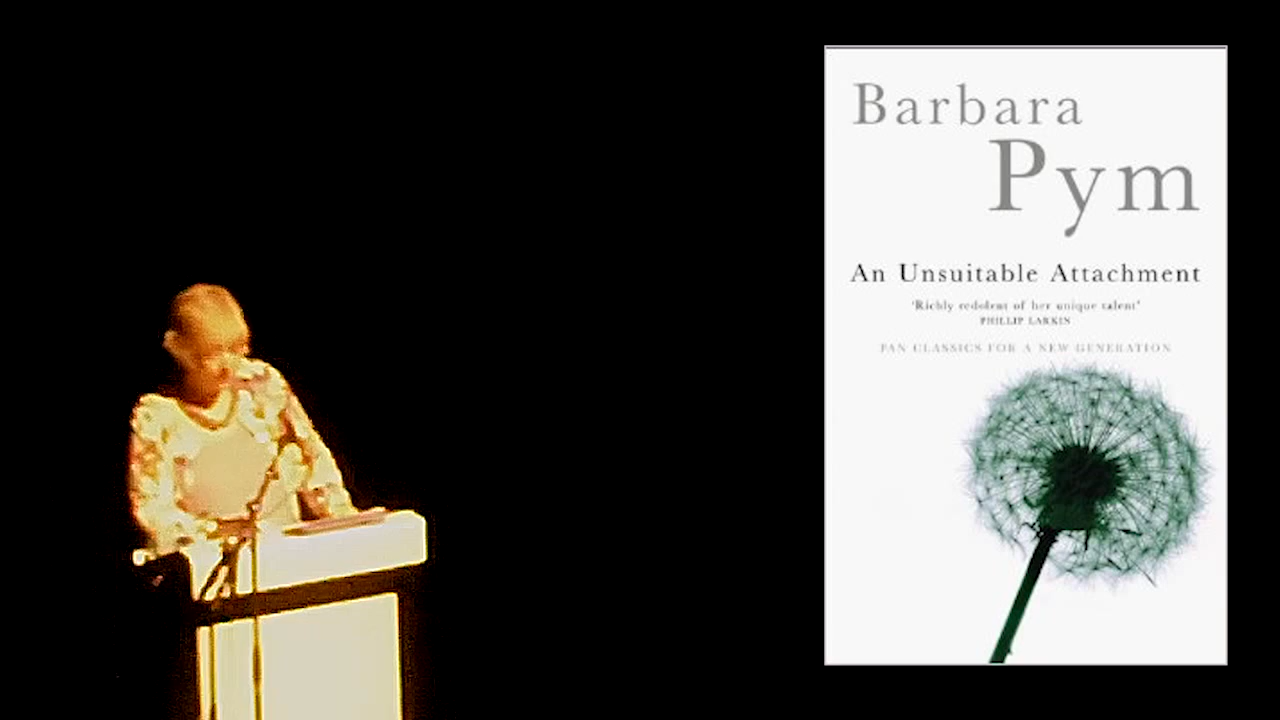 Barbara
Pym
An Unsuitable Attachment
'Richly redolent of her unique talent'
PHILLIP LARKIN
PAN CLASSICS FOR A NEW GENERATION